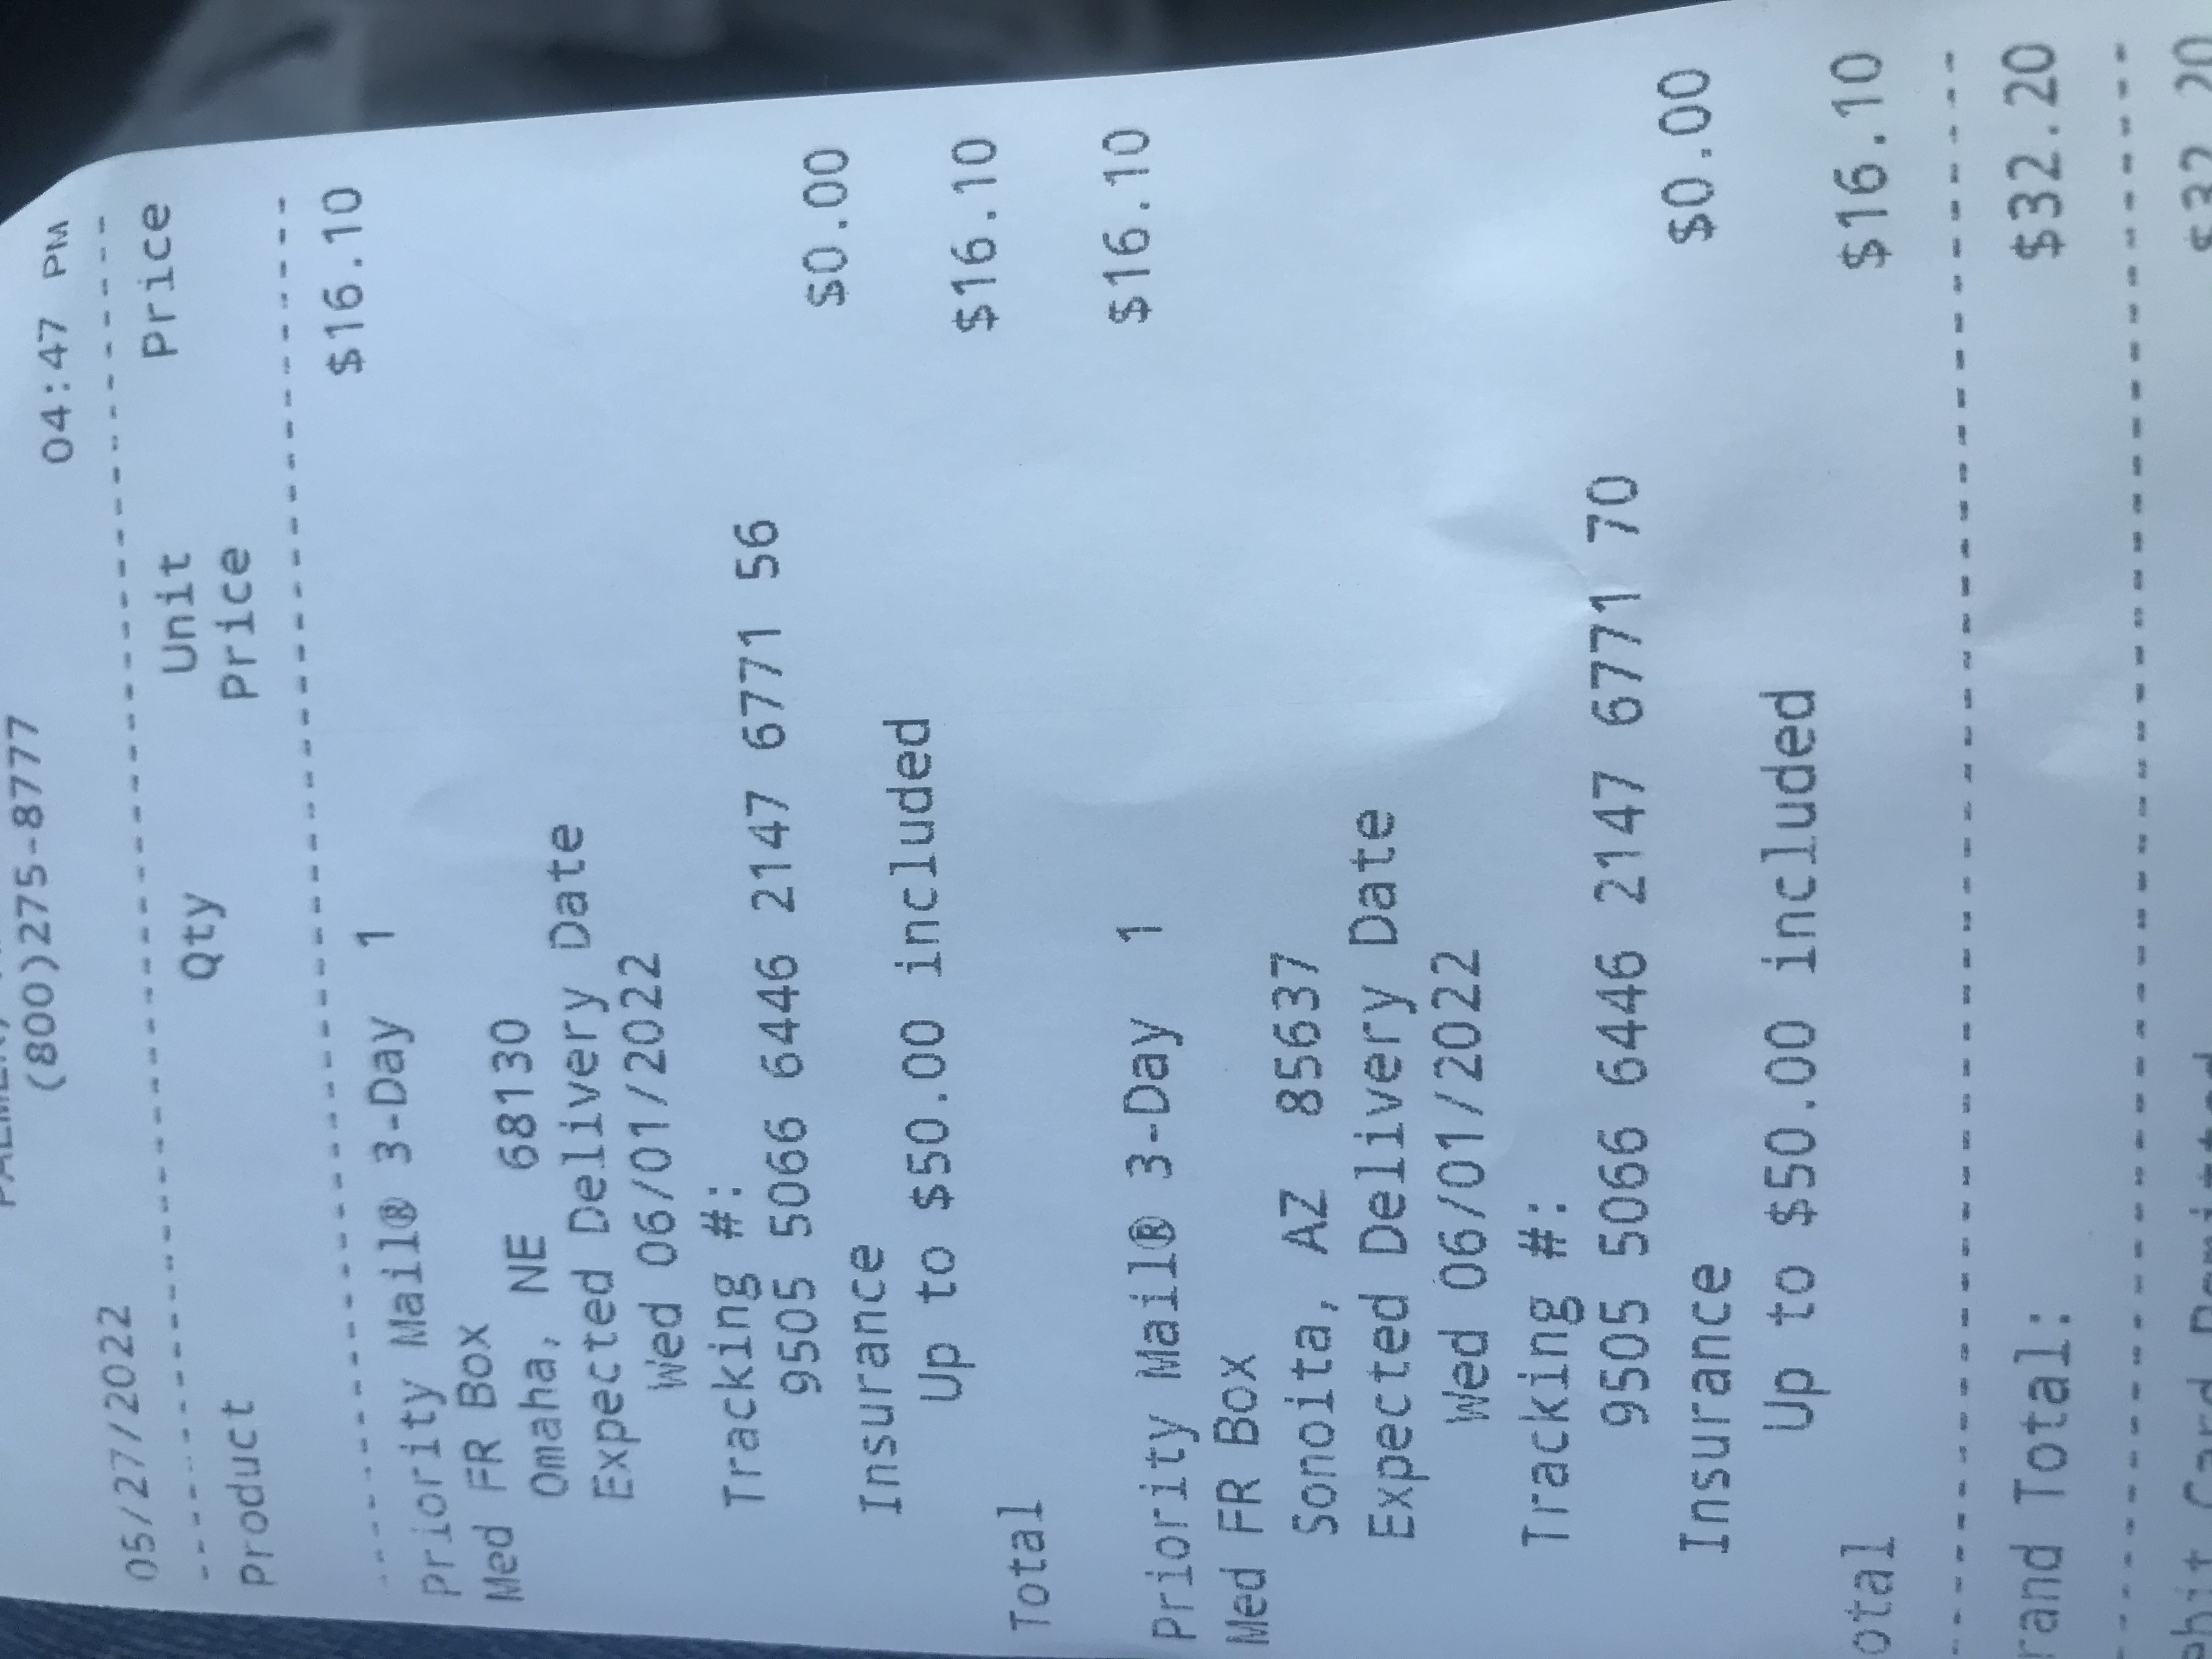 (800)275-8777
05/27/2022 04:47 PM
Product Qty Unit Price
Price
Priority Mail® 3-Day 1 $16.10
Med FR Box
Omaha, NE 68130
Expected Delivery Date
Wed 06/01/2022
Tracking #:
9505 5066 6446 2147 6771 56
Insurance $0.00
Up to $50.00 included
Total $16.10
Priority Mail® 3-Day 1 $16.10
Med FR Box
Sonoita, AZ 85637
Expected Delivery Date
Wed 06/01/2022
Tracking #:
9505 5066 6446 2147 6771 70
Insurance $0.00
Up to $50.00 included
otal $16.10
rand Total: $32.20
Card $32.20